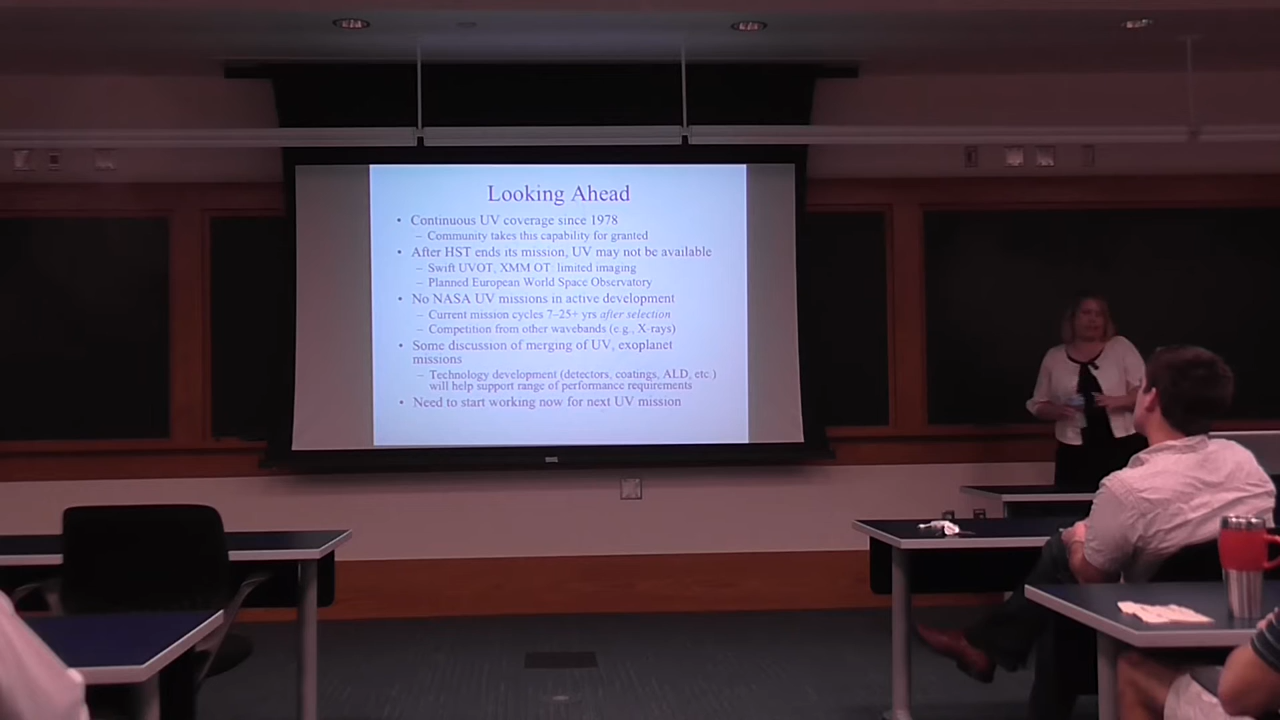 Looking Ahead
• Continuous UV coverage since 1978
– Community takes this capability for granted
• After HST ends its mission, UV may not be available
– Swift UVOT, XMM OT: limited imaging
– Planned European World Space Observatory
• No NASA UV missions in active development
– Current mission cycles 7–25+ yrs after selection
– Competition from other wavebands (e.g., X-rays)
• Some discussion of merging of UV, exoplanet
missions
– Technology development (detectors, coatings, ALD, etc.)
will help support range of performance requirements
• Need to start working now for next UV mission